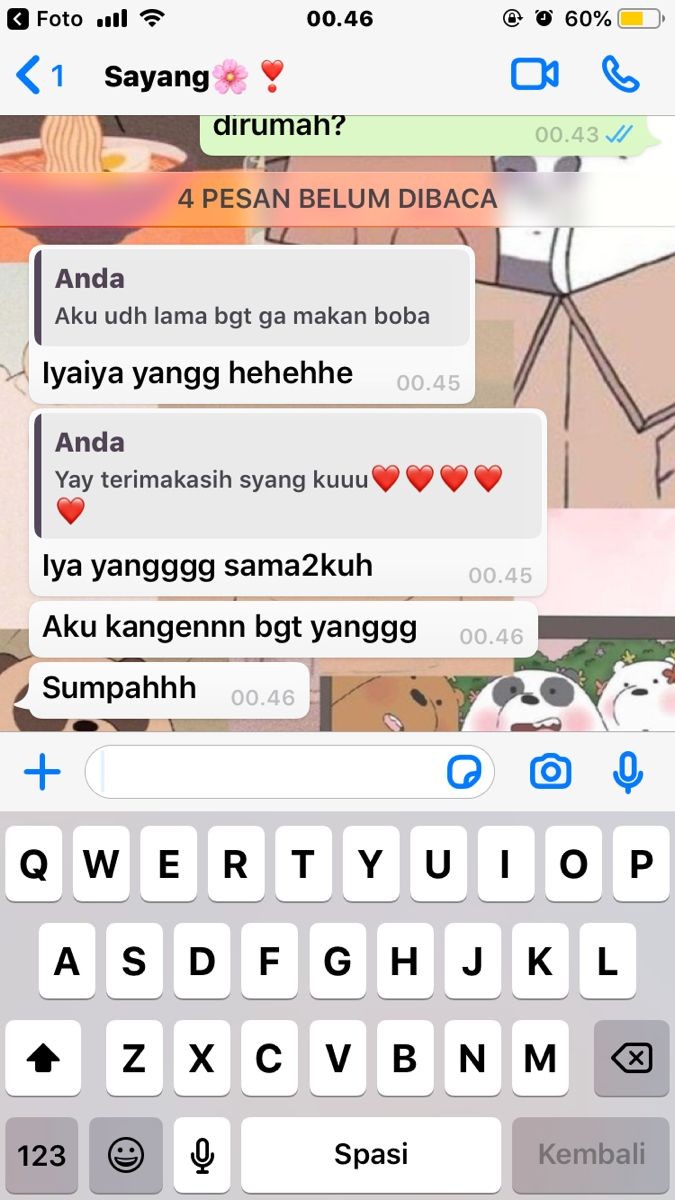 Foto
00.46
60%
1
Sayang🌸❣️
dirumah?
00.43
4 PESAN BELUM DIBACA
Anda
Aku udh lama bgt ga makan boba
Iyaiya yangg hehehhe
00.45
Anda
Yay terimakasih syang kuuu❤️❤️❤️❤️
❤️
Iya yangggg sama2kuh
00.45
Aku kangennn bgt yanggg
00.46
Sumpahhh
00.46
Q W E R T Y U I O P
A S D F G H J K L
Z X C V B N M
123
Spasi
Kembali